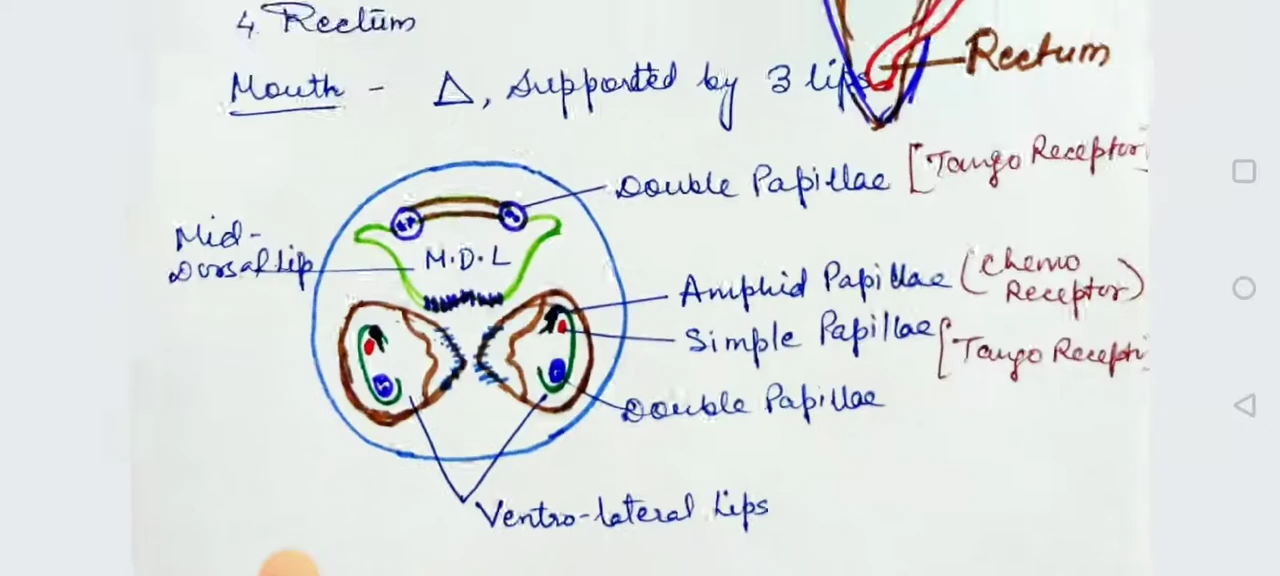 4. Rectum
Rectum
Mouth - Δ, Supported by 3 lips
Double Papillae [Tango Receptor
Mid-
Dorsal Lip
M.D.L
Amphid Papillae (Chemo
Receptor)
Simple Papillae [Tango Recepti
Double Papillae
Ventro-lateral Lips